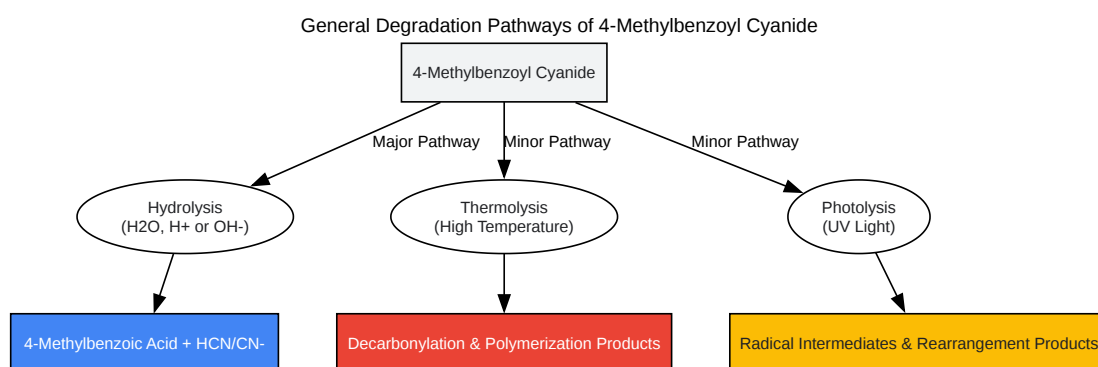 General Degradation Pathways of 4-Methylbenzoyl Cyanide
4-Methylbenzoyl Cyanide
Major Pathway
Minor Pathway
Minor Pathway
Hydrolysis
(H2O, H+ or OH-)
Thermolysis
(High Temperature)
Photolysis
(UV Light)
4-Methylbenzoic Acid + HCN/CN-
Decarbonylation & Polymerization Products
Radical Intermediates & Rearrangement Products